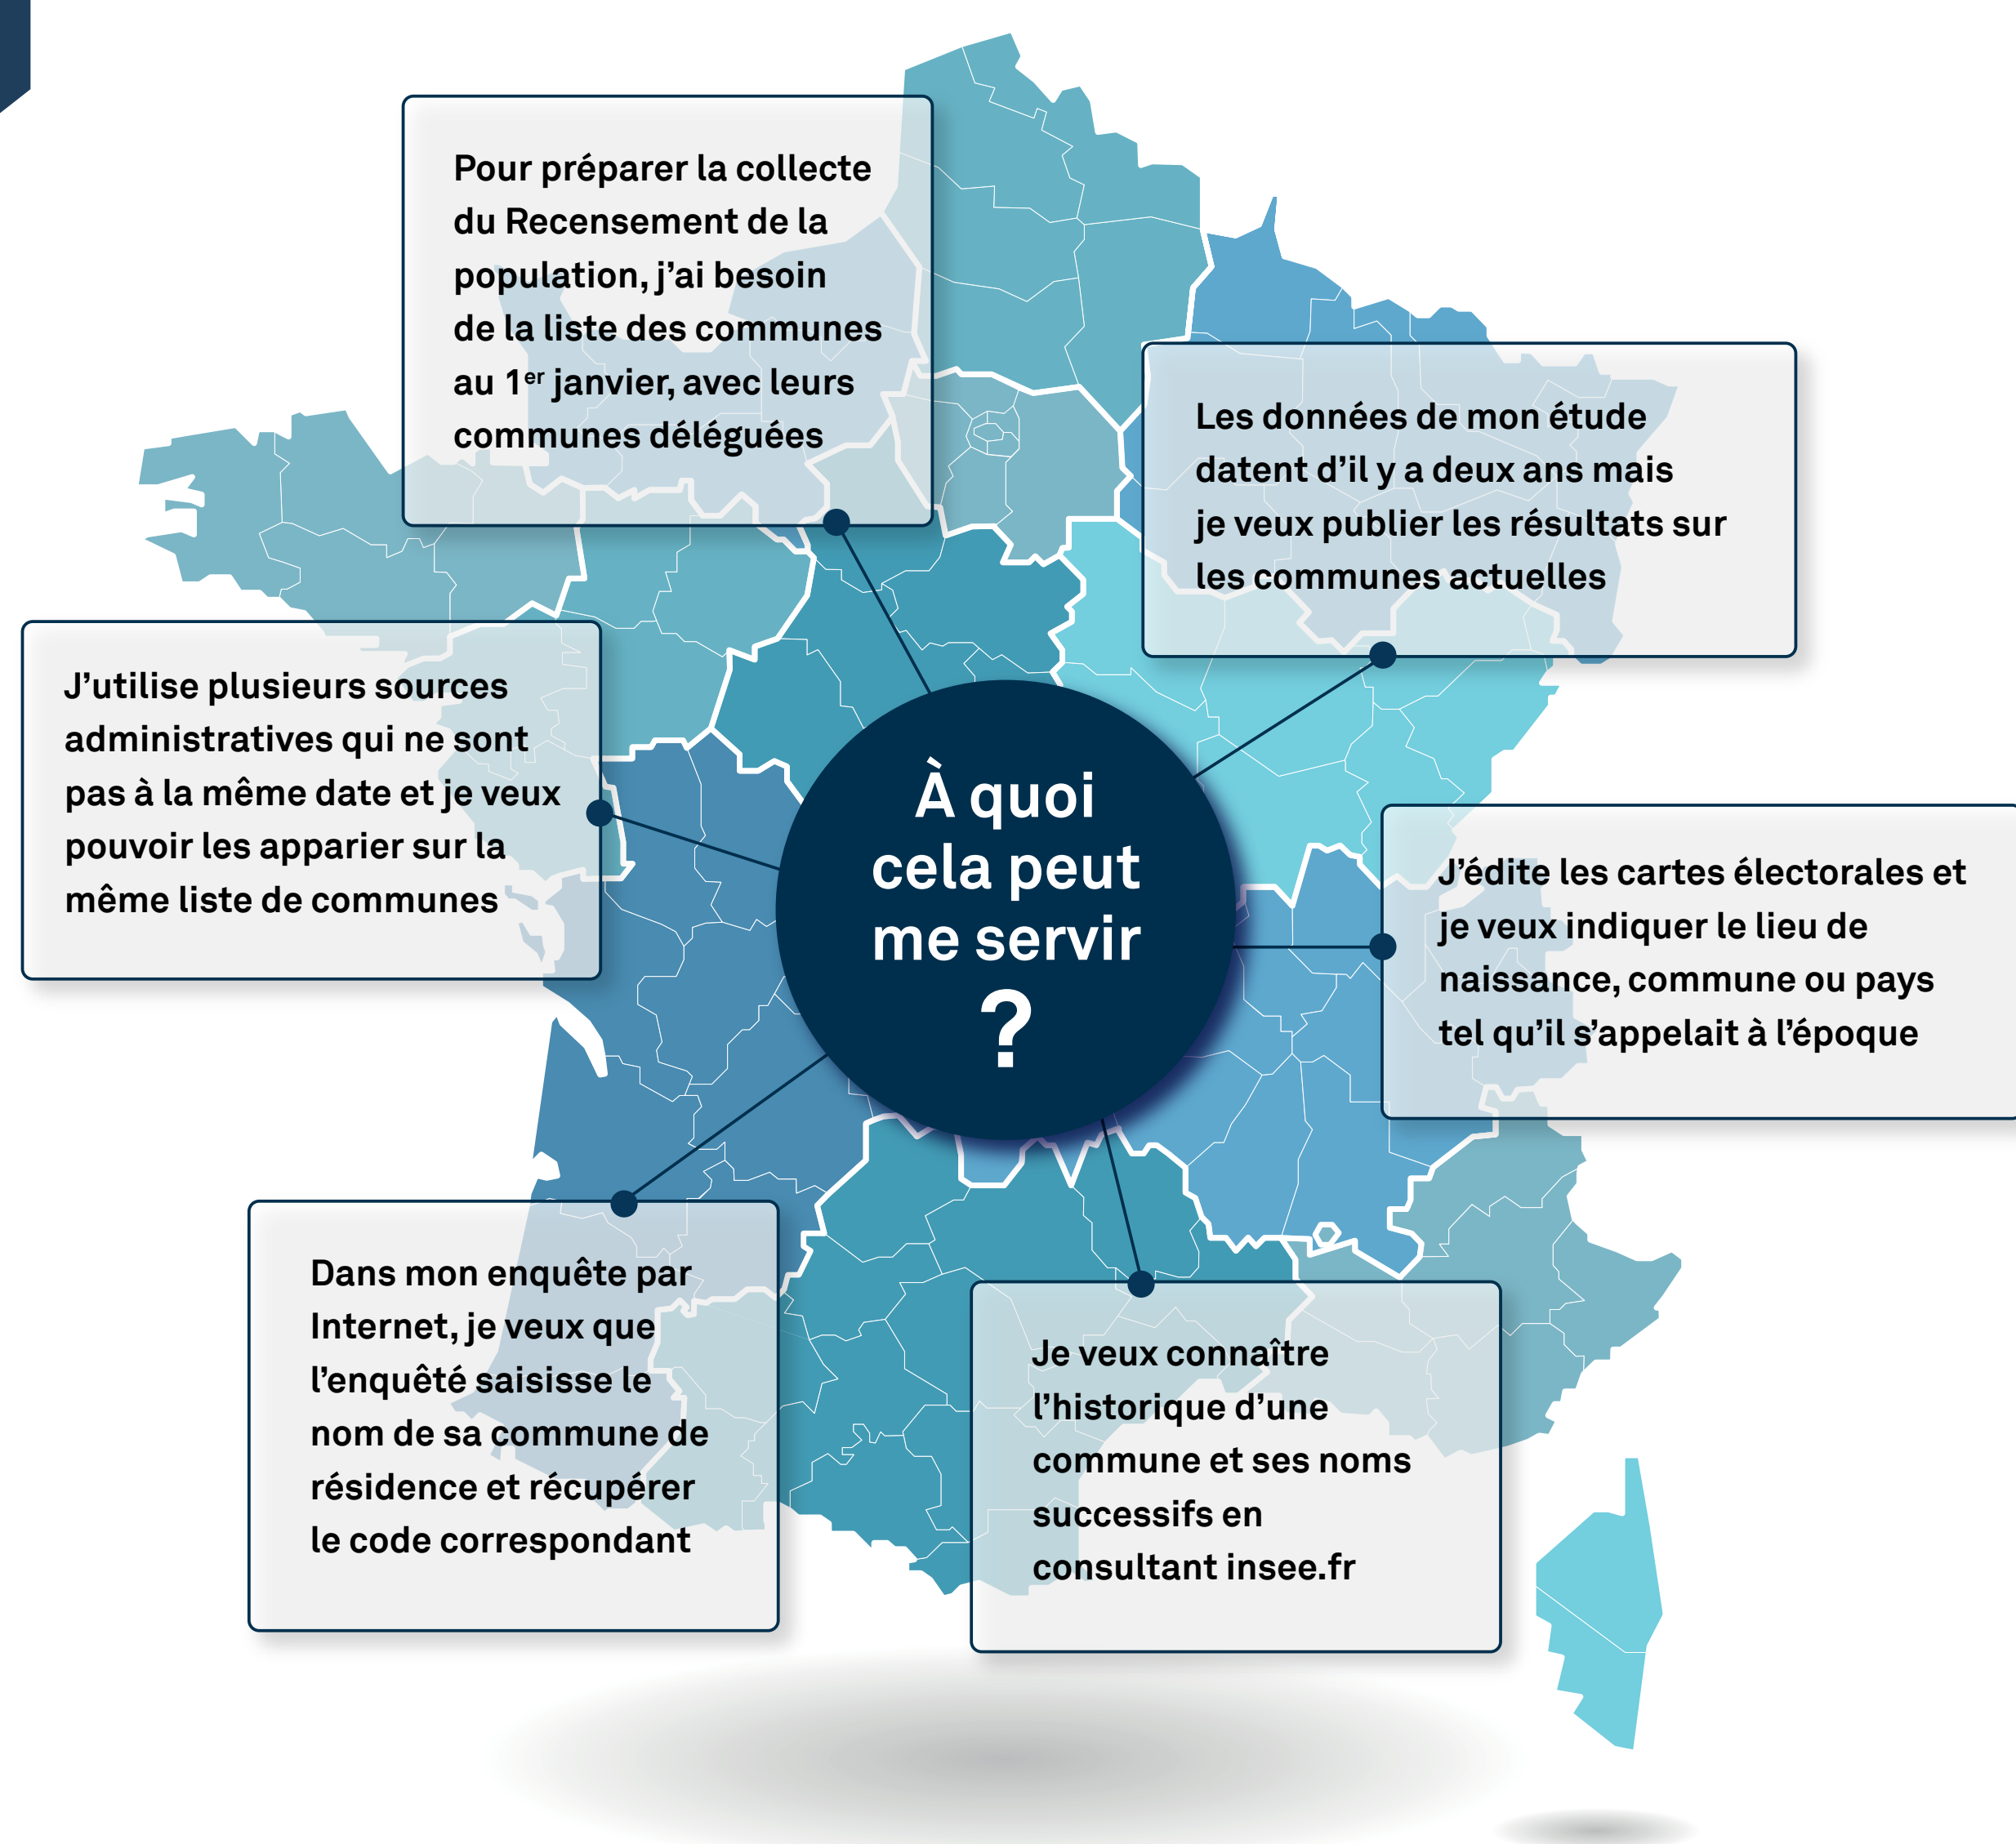 Pour préparer la collecte
du Recensement de la
population, j’ai besoin
de la liste des communes
au 1er janvier, avec leurs
communes déléguées
Les données de mon étude
datent d’il y a deux ans mais
je veux publier les résultats sur
les communes actuelles
J’utilise plusieurs sources
administratives qui ne sont
pas à la même date et je veux
pouvoir les apparier sur la
même liste de communes
À quoi
cela peut
me servir
?
J’édite les cartes électorales et
je veux indiquer le lieu de
naissance, commune ou pays
tel qu’il s’appelait à l’époque
Dans mon enquête par
Internet, je veux que
l’enquêté saisisse le
nom de sa commune de
résidence et récupérer
le code correspondant
Je veux connaître
l’historique d’une
commune et ses noms
successifs en
consultant insee.fr